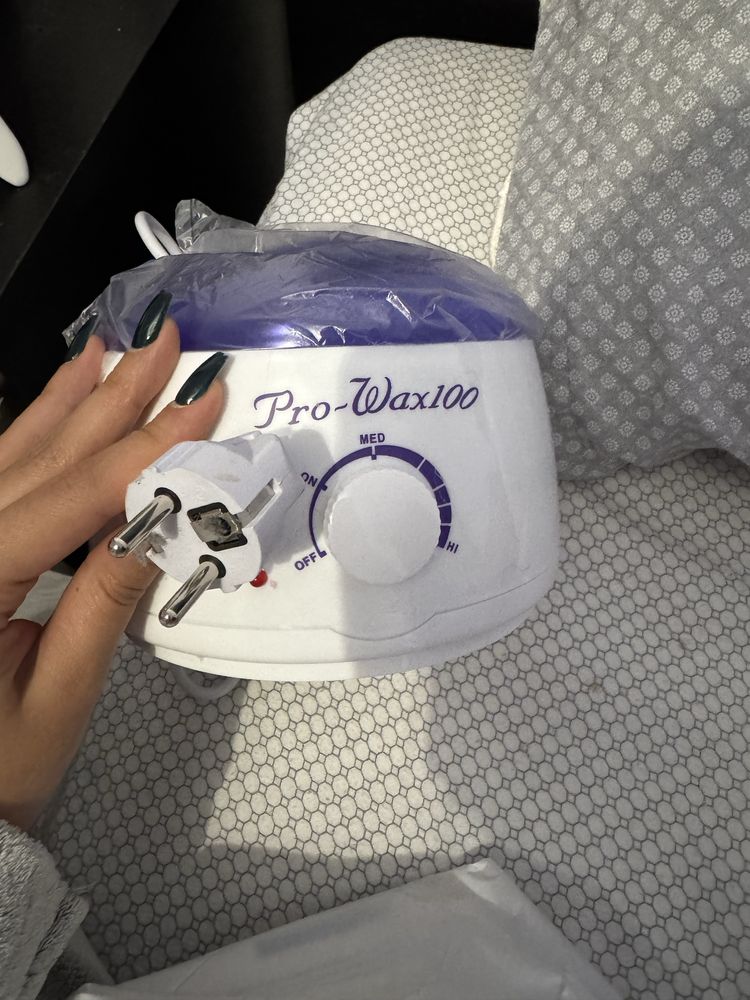 Pro-Wax100
MED
ON
OFF
HI